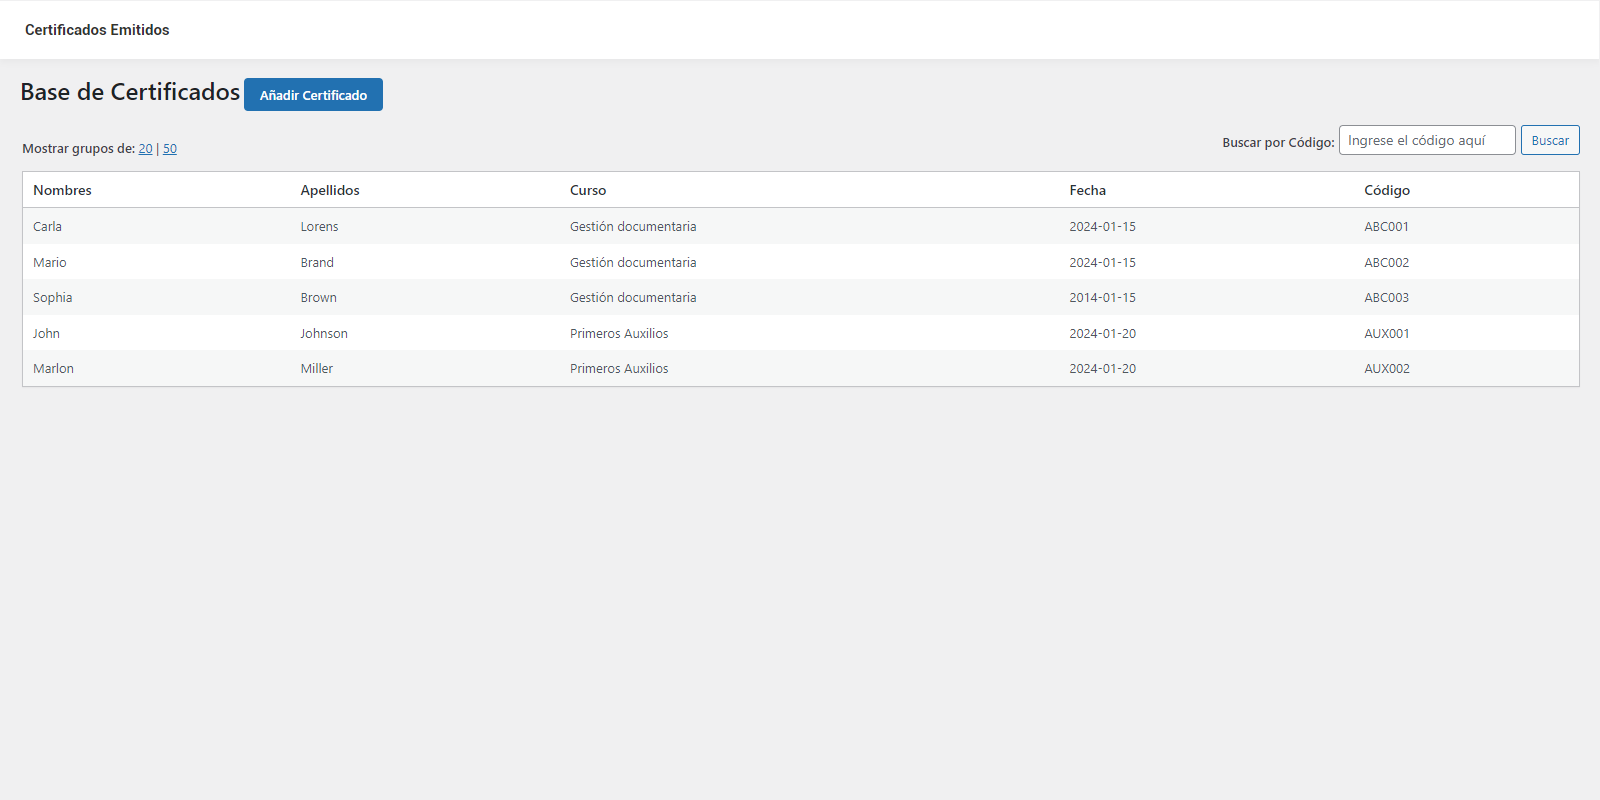 Certificados Emitidos
Base de Certificados Añadir Certificado
Mostrar grupos de: 20 | 50 Buscar por Código: Ingrese el código aquí Buscar
Nombres Apellidos Curso Fecha Código
Carla Lorens Gestión documentaria 2024-01-15 ABC001
Mario Brand Gestión documentaria 2024-01-15 ABC002
Sophia Brown Gestión documentaria 2014-01-15 ABC003
John Johnson Primeros Auxilios 2024-01-20 AUX001
Marlon Miller Primeros Auxilios 2024-01-20 AUX002